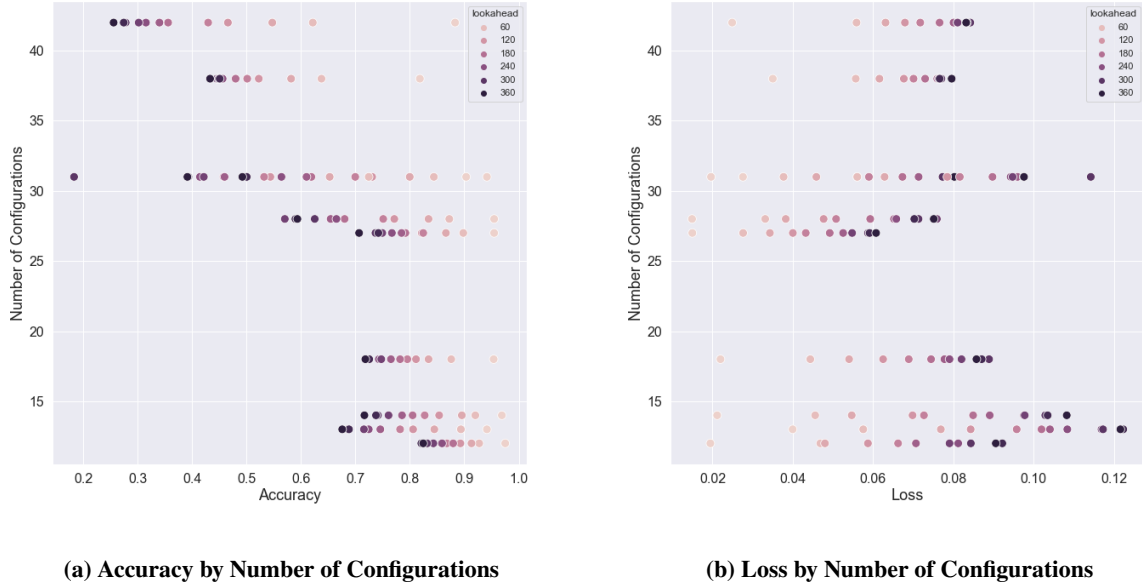 lookahead
60
120
180
240
300
360
40
35
30
25
20
15
Number of Configurations
0.2 0.3 0.4 0.5 0.6 0.7 0.8 0.9 1.0
Accuracy
(a) Accuracy by Number of Configurations
lookahead
60
120
180
240
300
360
40
35
30
25
20
15
Number of Configurations
0.02 0.04 0.06 0.08 0.10 0.12
Loss
(b) Loss by Number of Configurations